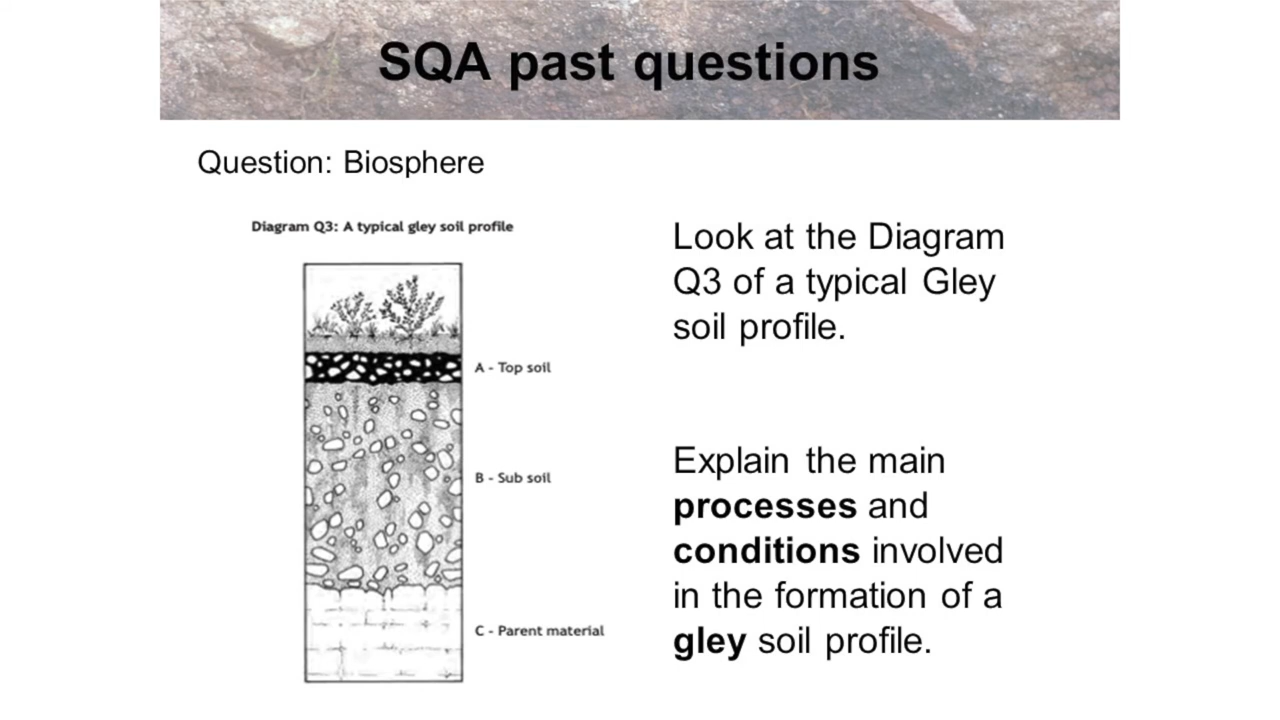 SQA past questions
Question: Biosphere
Diagram Q3: A typical gley soil profile
A - Top soil
B - Sub soil
C - Parent material
Look at the Diagram
Q3 of a typical Gley
soil profile.
Explain the main
processes and
conditions involved
in the formation of a
gley soil profile.